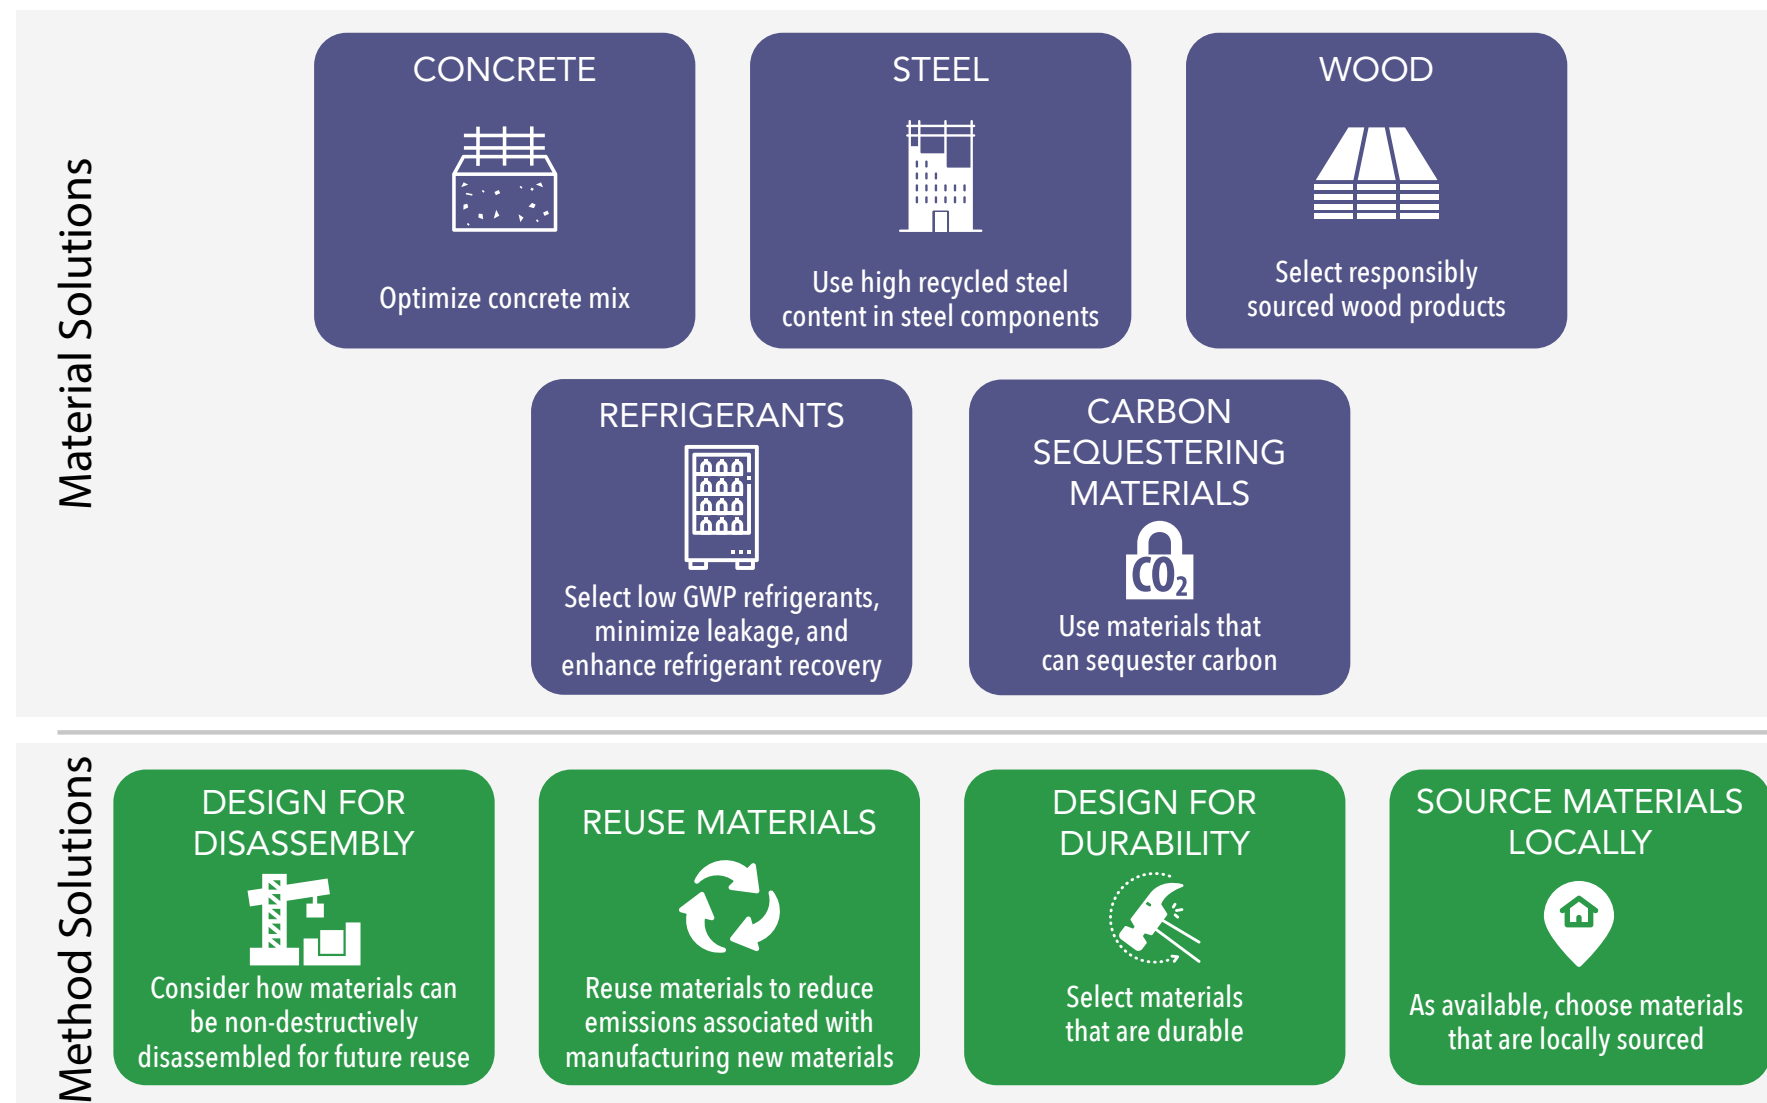 Material Solutions
CONCRETE
Optimize concrete mix
STEEL
Use high recycled steel
content in steel components
WOOD
Select responsibly
sourced wood products
REFRIGERANTS
Select low GWP refrigerants,
minimize leakage, and
enhance refrigerant recovery
CARBON
SEQUESTERING
MATERIALS
CO2
Use materials that
can sequester carbon
Method Solutions
DESIGN FOR
DISASSEMBLY
Consider how materials can
be non-destructively
disassembled for future reuse
REUSE MATERIALS
Reuse materials to reduce
emissions associated with
manufacturing new materials
DESIGN FOR
DURABILITY
Select materials
that are durable
SOURCE MATERIALS
LOCALLY
As available, choose materials
that are locally sourced